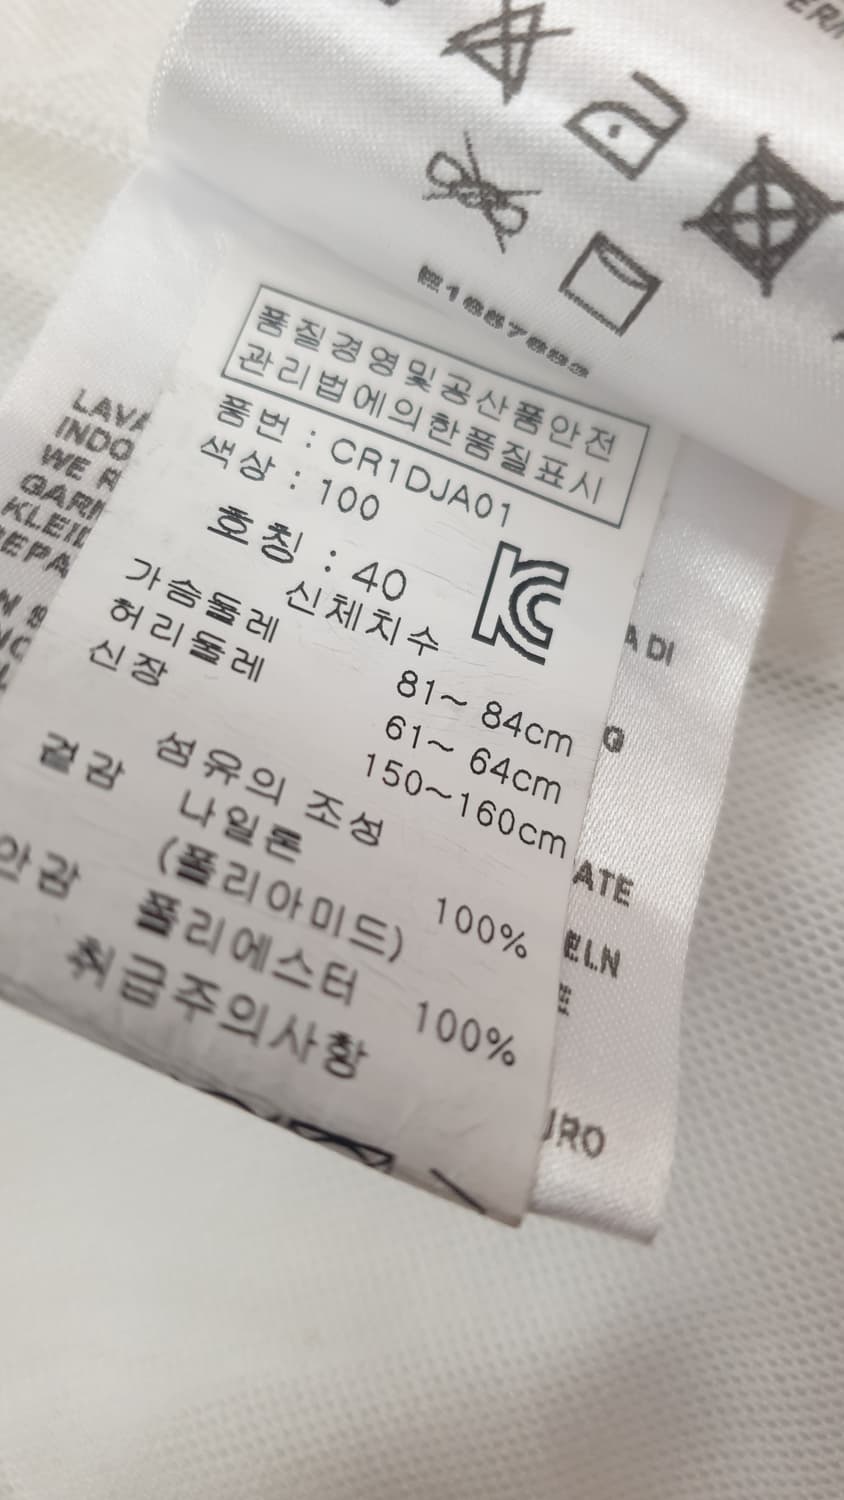 품질경영및공산품안전
관리법에의한품질표시
품번 : CR1DJA01
색상 : 100
호칭 : 40
신체치수
가슴둘레 81~ 84cm
허리둘레 61~ 64cm
신장 150~160cm
섬유의 조성
겉감 나일론
(폴리아미드) 100%
안감 폴리에스터 100%
취급주의사항
LAVA
INDO
WE R
GARM
KLEID
EPA
A DI
G
ATE
ELN
E
URO